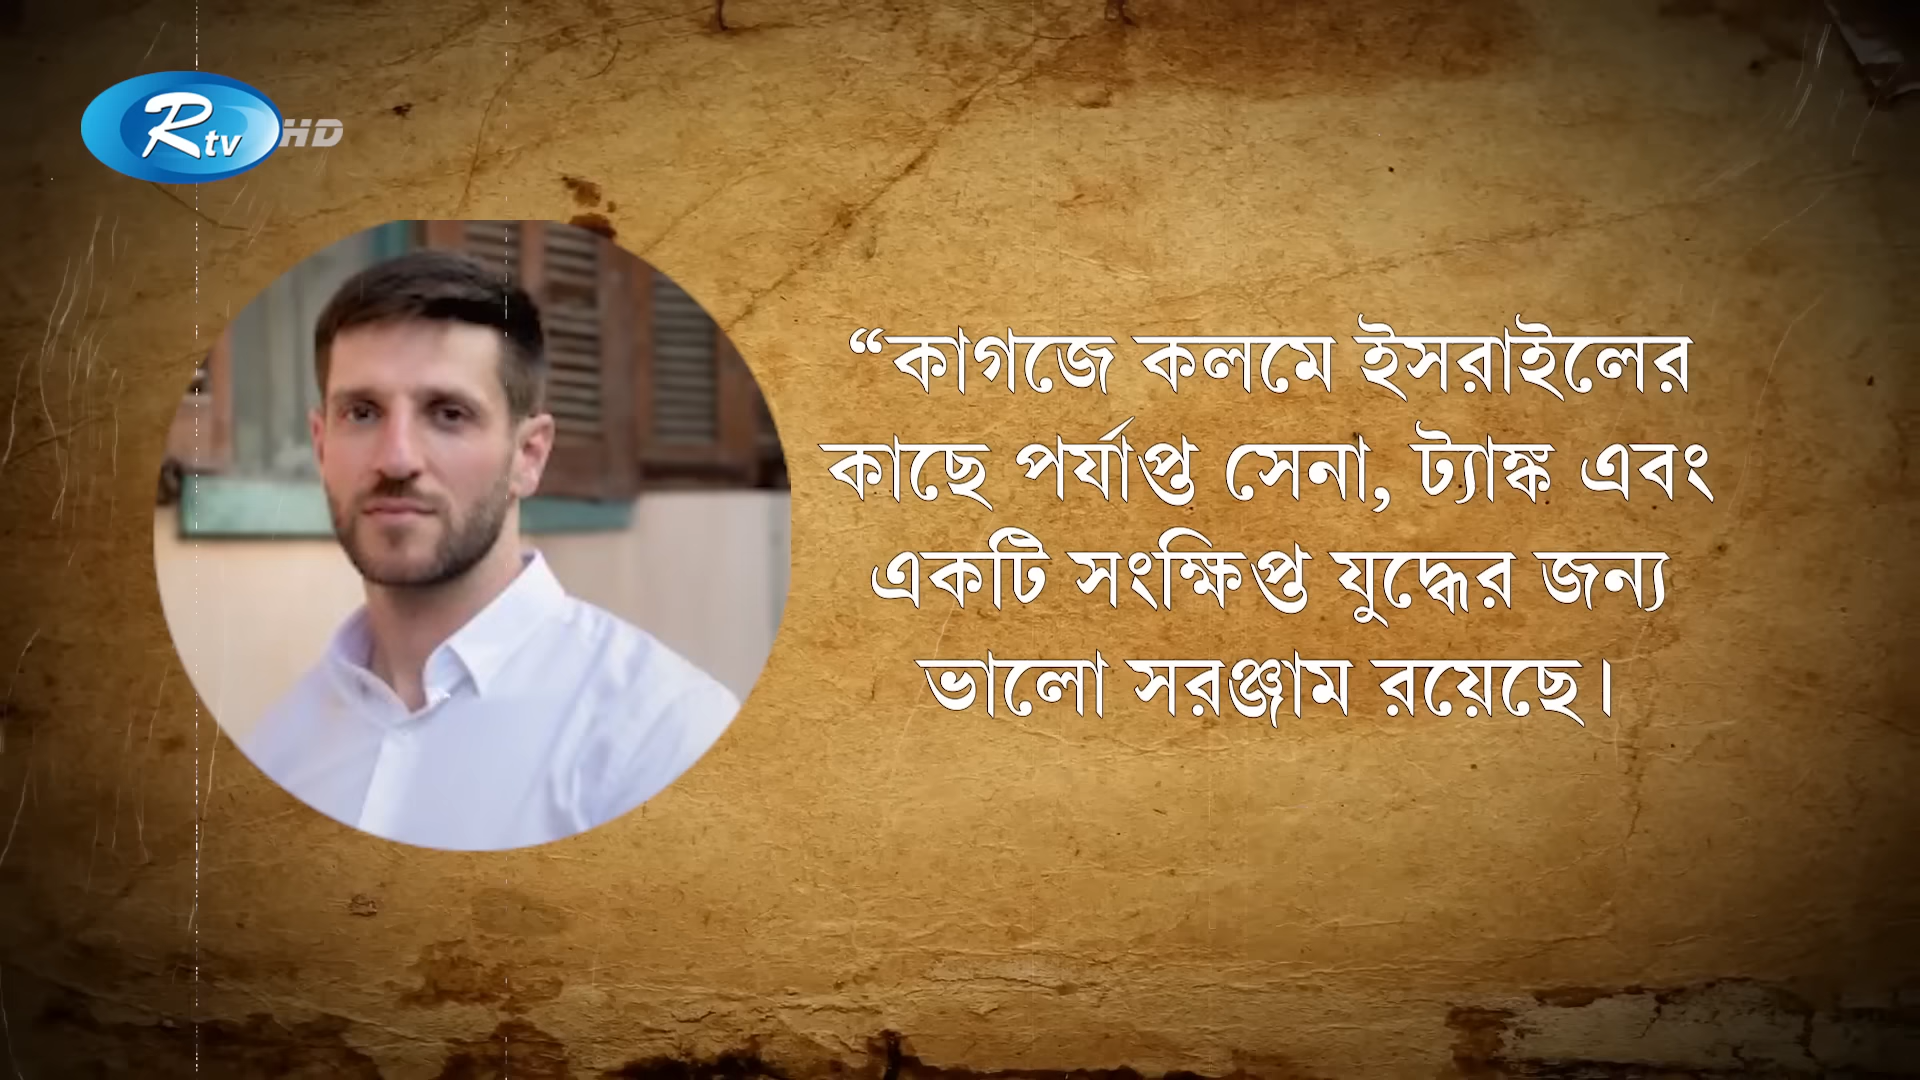 Rtv HD
“কাগজে কলমে ইসরাইলের
কাছে পর্যাপ্ত সেনা, ট্যাঙ্ক এবং
একটি সংক্ষিপ্ত যুদ্ধের জন্য
ভালো সরঞ্জাম রয়েছে।